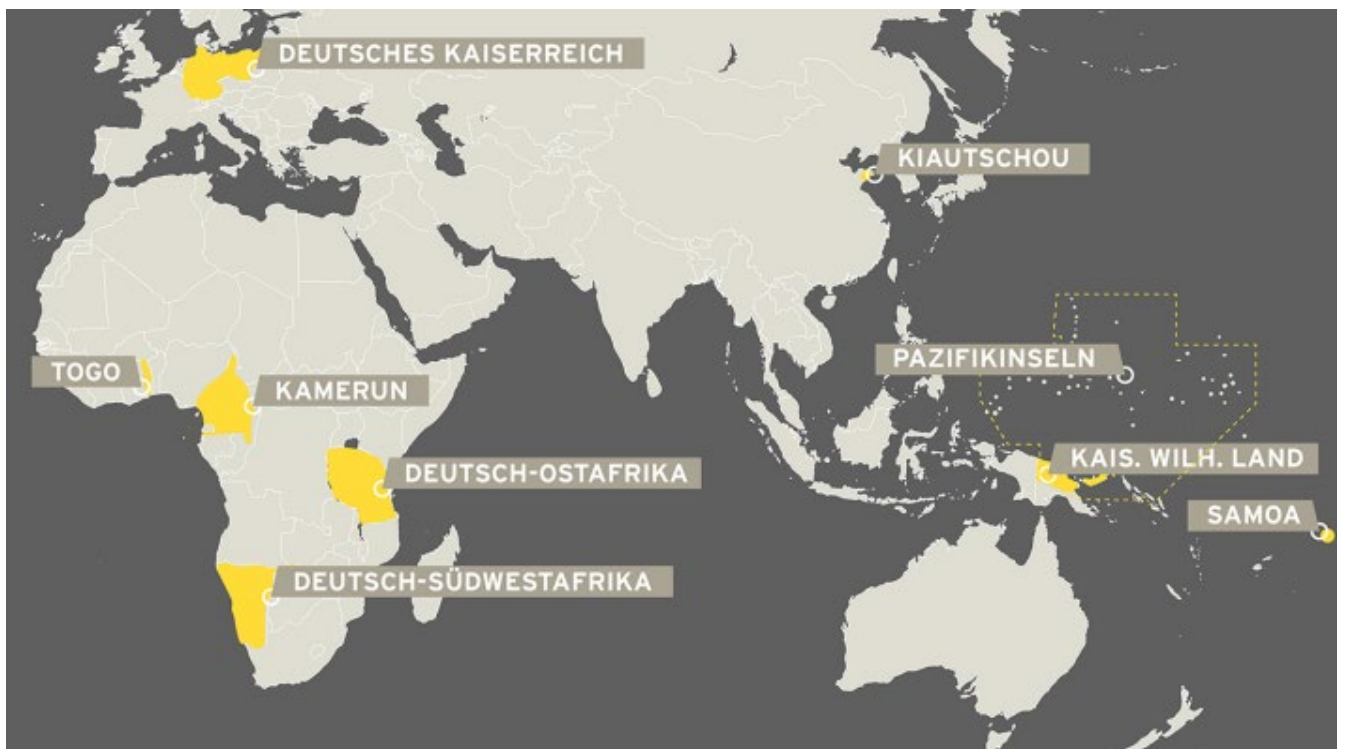 DEUTSCHES KAISERREICH
KIAUTSCHOU
TOGO
KAMERUN
PAZIFIKINSELN
DEUTSCH-OSTAFRIKA
KAIS. WILH. LAND
SAMOA
DEUTSCH-SÜDWESTAFRIKA